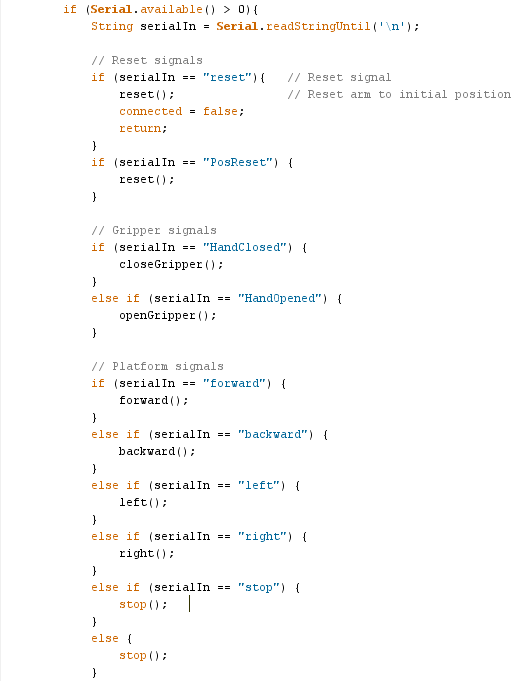 if (Serial.available() > 0){
String serialIn = Serial.readStringUntil('\n');
// Reset signals
if (serialIn == "reset"){ // Reset signal
reset(); // Reset arm to initial position
connected = false;
return;
}
if (serialIn == "PosReset") {
reset();
}
// Gripper signals
if (serialIn == "HandClosed") {
closeGripper();
}
else if (serialIn == "HandOpened") {
openGripper();
}
// Platform signals
if (serialIn == "forward") {
forward();
}
else if (serialIn == "backward") {
backward();
}
else if (serialIn == "left") {
left();
}
else if (serialIn == "right") {
right();
}
else if (serialIn == "stop") {
stop();
}
else {
stop();
}